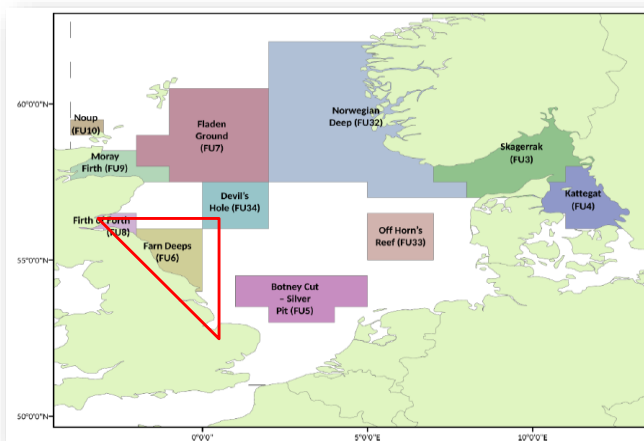 60°0'0"N
55°0'0"N
50°0'0"N
0°0'0"
5°0'0"E
10°0'0"E
Noup
(FU10)
Fladen
Ground
(FU7)
Norwegian
Deep (FU32)
Skagerrak
(FU3)
Moray
Firth (FU9)
Kattegat
(FU4)
Devil's
Hole (FU34)
Firth of Forth
(FU8)
Farn Deeps
(FU6)
Off Horn's
Reef (FU33)
Botney Cut
– Silver
Pit (FU5)